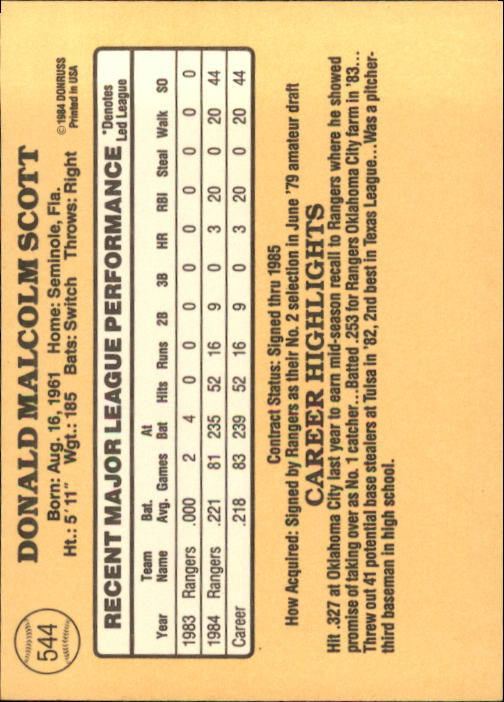 544
DONALD MALCOLM SCOTT
Born: Aug. 16, 1961 Home: Seminole, Fla.
Ht.: 5'11" Wgt.: 185 Bats: Switch Throws: Right
©1984 DONRUSS
Printed in USA
RECENT MAJOR LEAGUE PERFORMANCE
*Denotes
Led League
Year Team Name Bat. Avg. Games At Bat Hits Runs 2B 3B HR RBI Steal Walk SO
1983 Rangers .000 2 4 0 0 0 0 0 0 0 0 0
1984 Rangers .221 81 235 52 16 9 0 3 20 0 20 44
Career .218 83 239 52 16 9 0 3 20 0 20 44
Contract Status: Signed thru 1985
How Acquired: Signed by Rangers as their No. 2 selection in June '79 amateur draft
CAREER HIGHLIGHTS
Hit .327 at Oklahoma City last year to earn mid-season recall to Rangers where he showed
promise of taking over as No. 1 catcher...Batted .253 for Rangers Oklahoma City farm in '83...
Threw out 41 potential base stealers at Tulsa in '82, 2nd best in Texas League...Was a pitcher-
third baseman in high school.